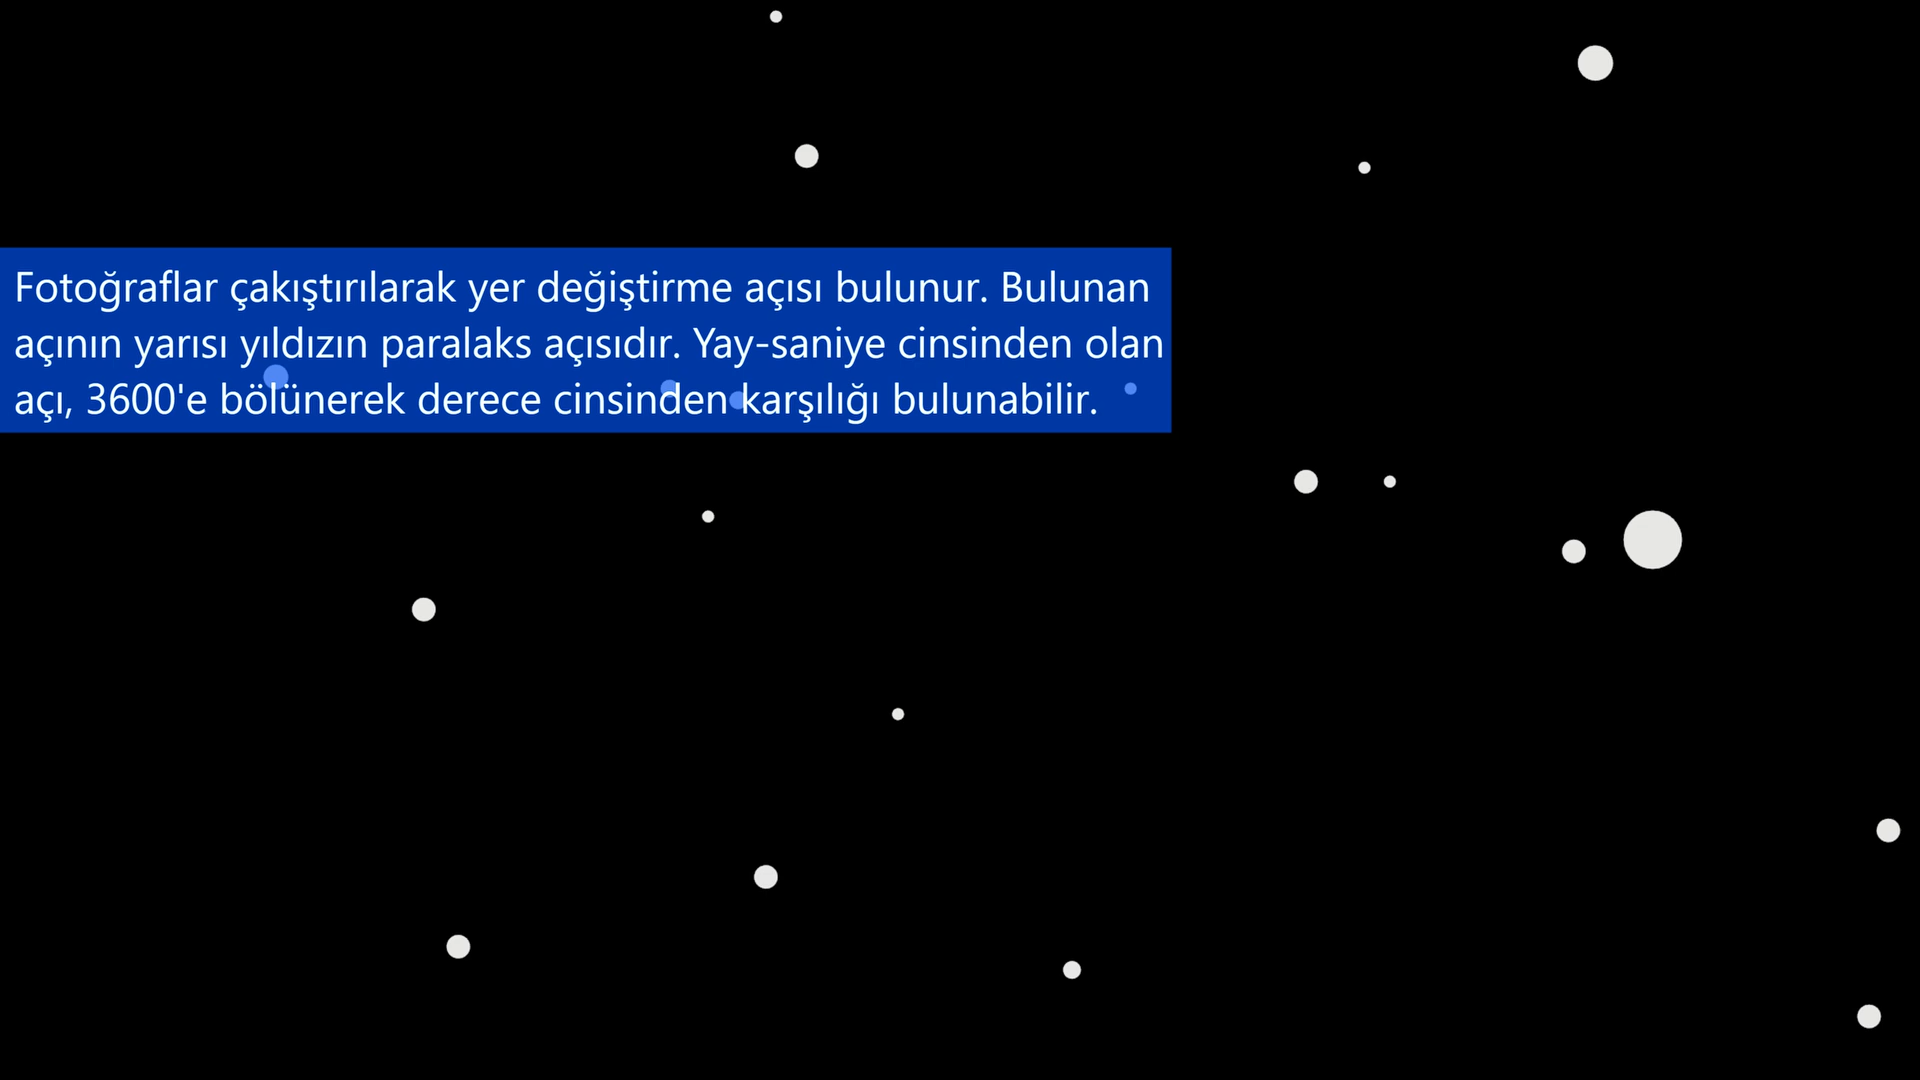 Fotoğraflar çakıştırılarak yer değiştirme açısı bulunur. Bulunan
açının yarısı yıldızın paralaks açısıdır. Yay-saniye cinsinden olan
açı, 3600'e bölünerek derece cinsinden karşılığı bulunabilir.